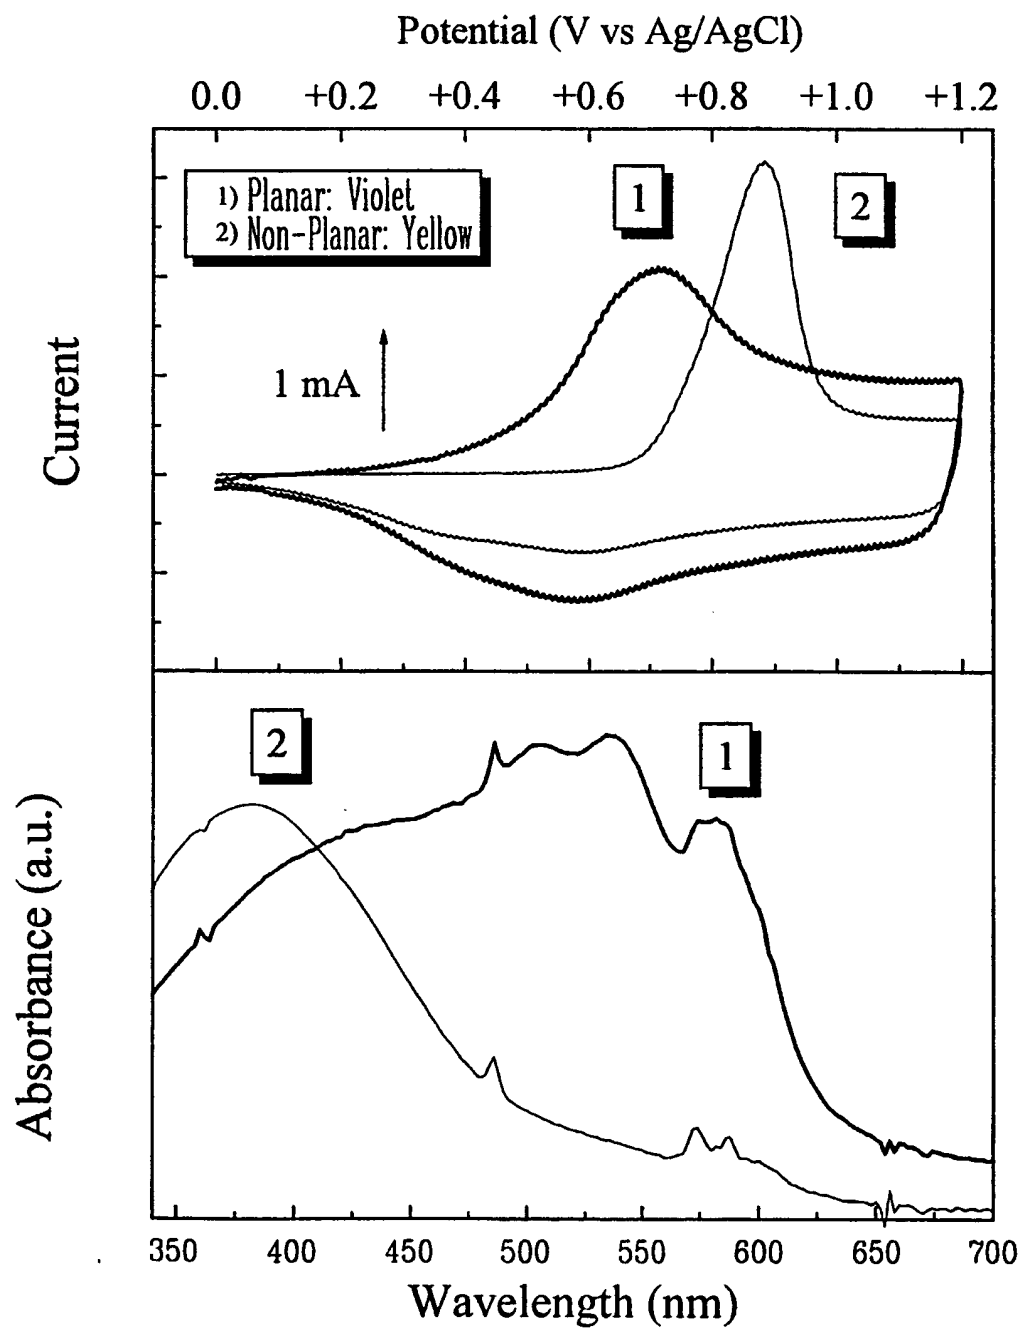 Potential (V vs Ag/AgCl)
0.0 +0.2 +0.4 +0.6 +0.8 +1.0 +1.2
1) Planar: Violet
2) Non-Planar: Yellow
1
2
1 mA
Current
2
1
Absorbance (a.u.)
350 400 450 500 550 600 650 700
Wavelength (nm)